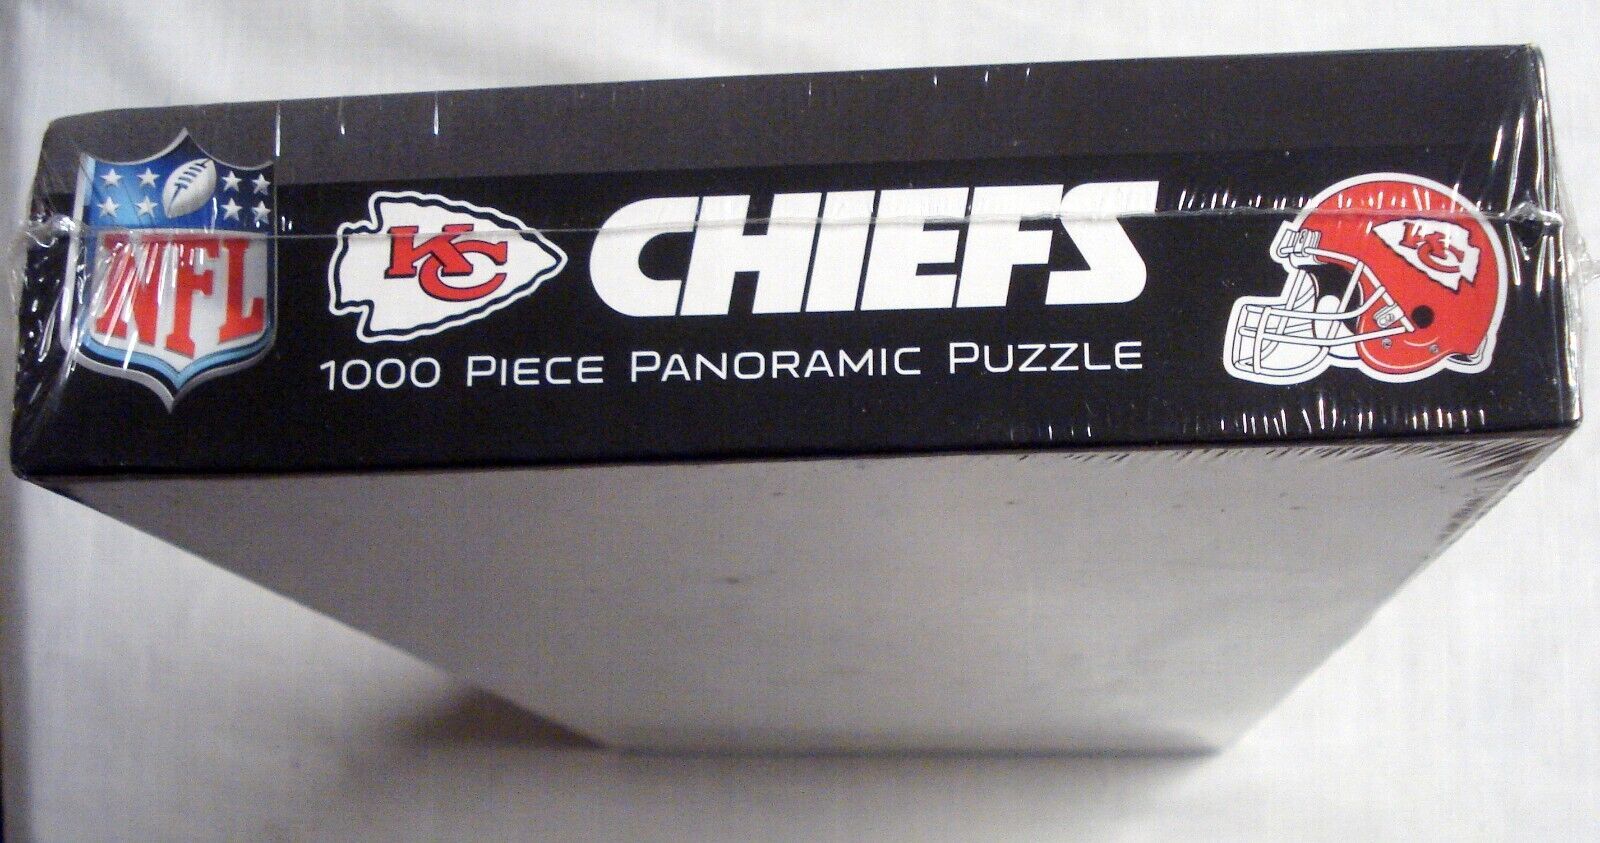 NFL
KC
CHIEFS
KC
1000 PIECE PANORAMIC PUZZLE